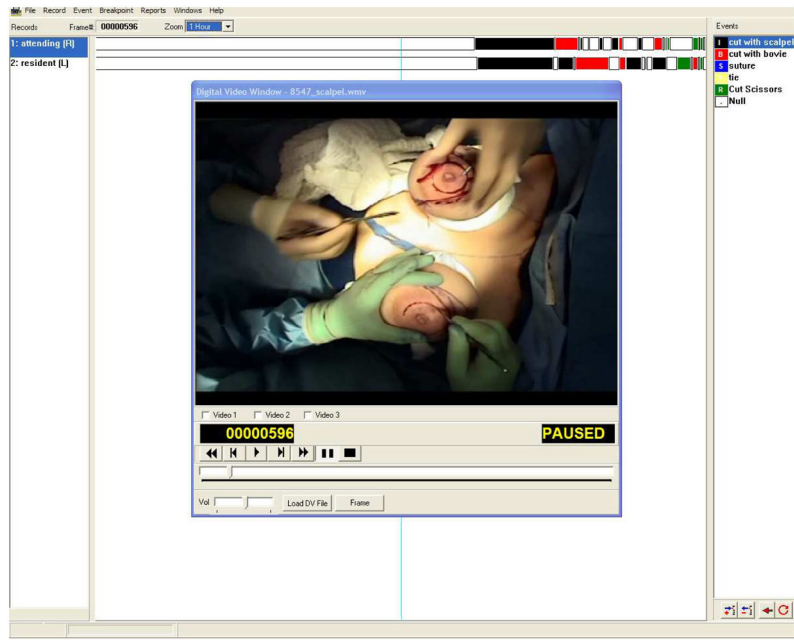 File Record Event Breakpoint Reports Windows Help
Records Frame# 00000596 Zoom 1 Hour
Events
1: attending (R)
2: resident (L)
I cut with scalpel
B cut with bovie
S suture
tie
R Cut Scissors
. Null
Digital Video Window - 8547_scalpel.wmv
Video 1 Video 2 Video 3
00000596 PAUSED
Vol Load DV File Frame